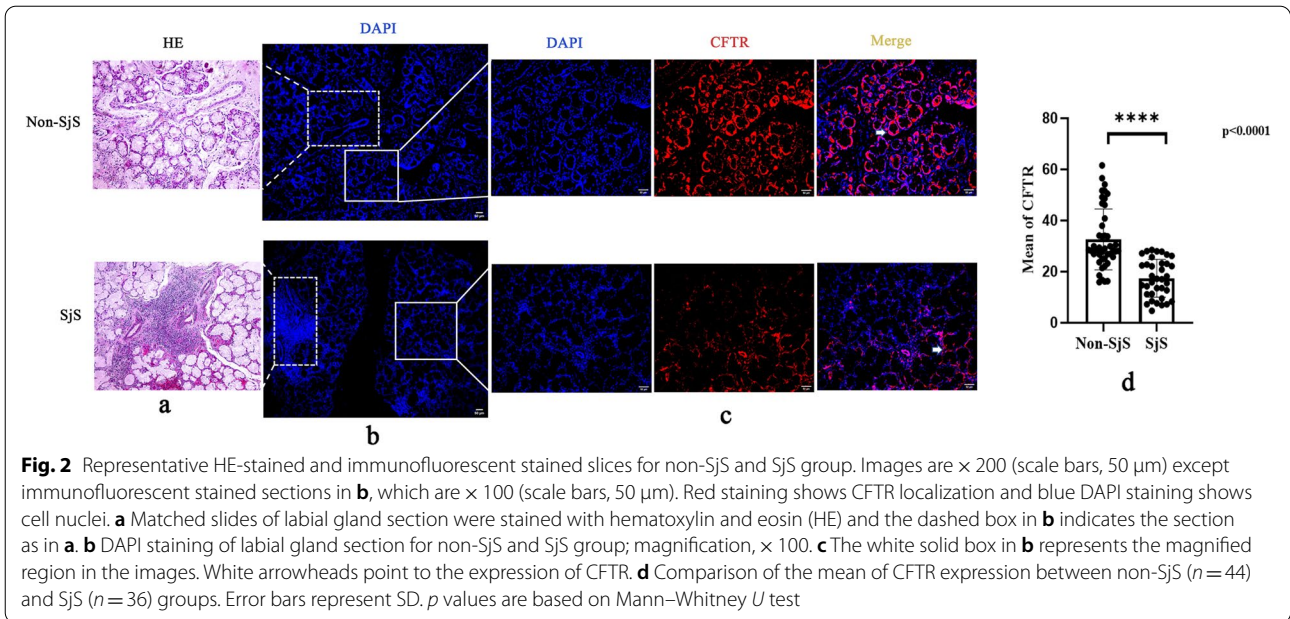 HE
DAPI
DAPI
CFTR
Merge
Non-SjS
SjS
a
b
c
80
60
40
20
0
Mean of CFTR
****
p<0.0001
Non-SjS
SjS
d
Fig. 2 Representative HE-stained and immunofluorescent stained slices for non-SjS and SjS group. Images are × 200 (scale bars, 50 μm) except
immunofluorescent stained sections in b, which are × 100 (scale bars, 50 μm). Red staining shows CFTR localization and blue DAPI staining shows
cell nuclei. a Matched slides of labial gland section were stained with hematoxylin and eosin (HE) and the dashed box in b indicates the section
as in a. b DAPI staining of labial gland section for non-SjS and SjS group; magnification, × 100. c The white solid box in b represents the magnified
region in the images. White arrowheads point to the expression of CFTR. d Comparison of the mean of CFTR expression between non-SjS (n = 44)
and SjS (n = 36) groups. Error bars represent SD. p values are based on Mann–Whitney U test